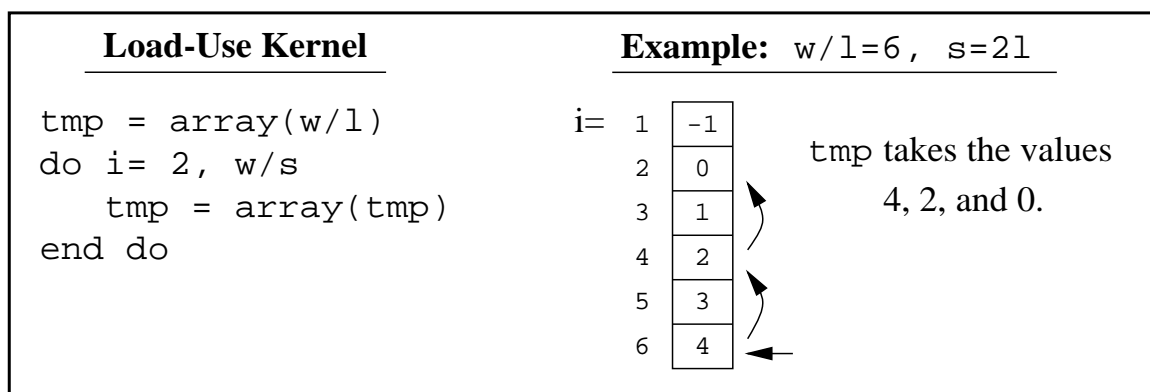 Load-Use Kernel
tmp = array(w/l)
do i= 2, w/s
tmp = array(tmp)
end do
Example: w/l=6, s=2l
i= 1 -1
2 0
3 1
4 2
5 3
6 4
tmp takes the values
4, 2, and 0.